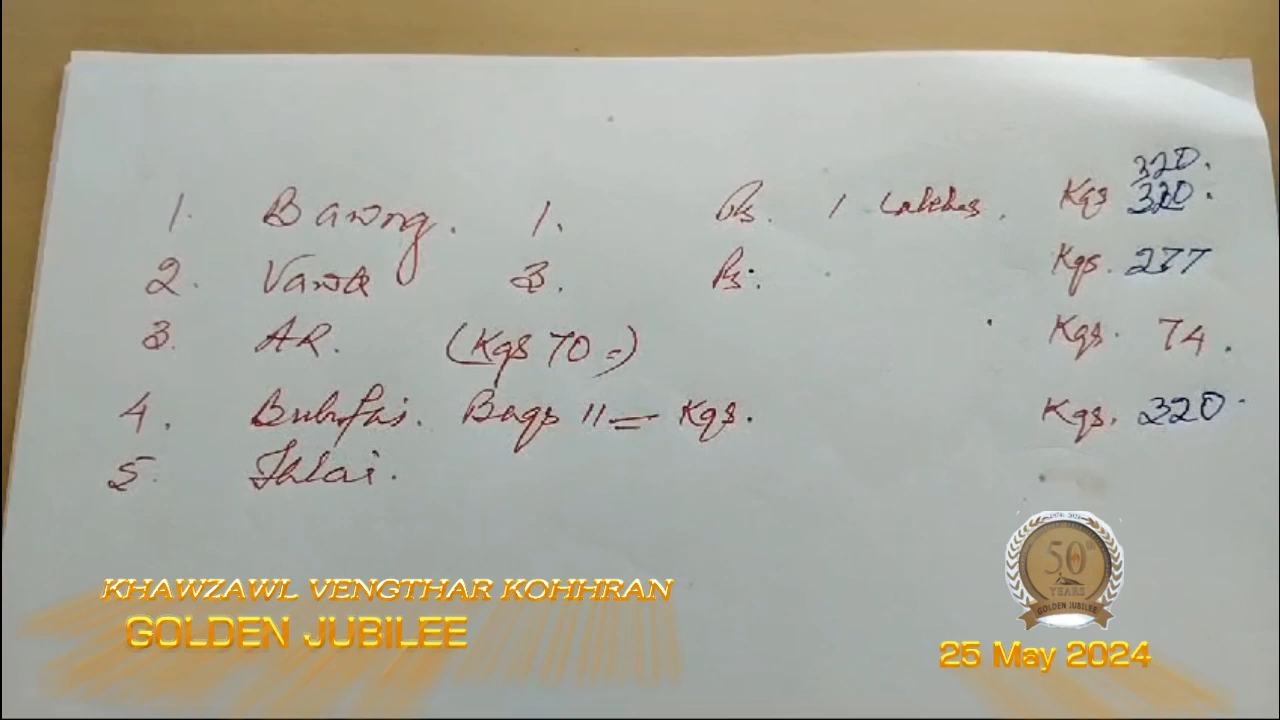 320.
1. Bawng. 1. Rs. 1 Lakhs. Kgs 320.
2. Vawk 3. Rs. Kgs. 277
3. AR. (Kgs 70=) Kgs. 74.
4. Buhfai. Bags 11= Kgs. Kgs. 320.
5. Thlai.
KHAWZAWL VENGTHAR KOHHRAN
GOLDEN JUBILEE
50th
YEARS
GOLDEN JUBILEE
25 May 2024